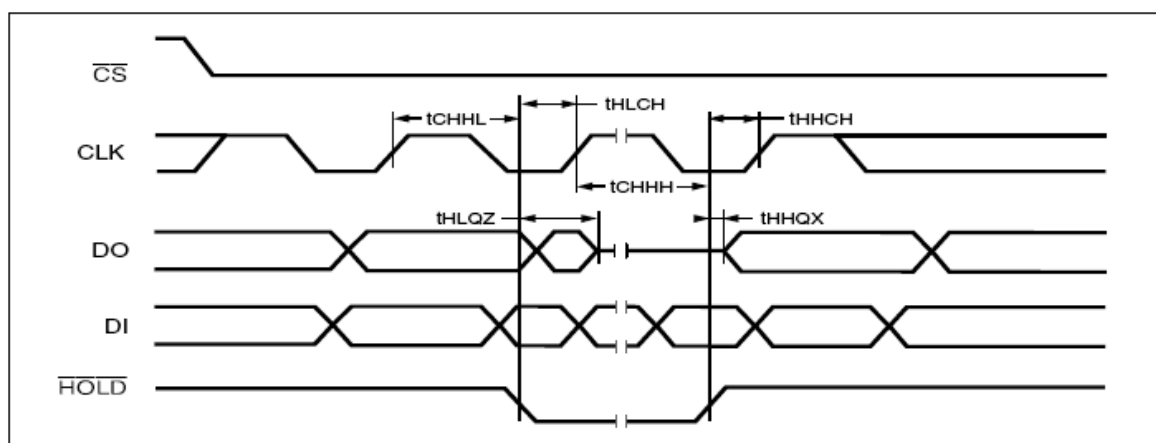 CS
tHLCH
tCHHL
tHHCH
CLK
tCHHH
tHLQZ
tHHQX
DO
DI
HOLD